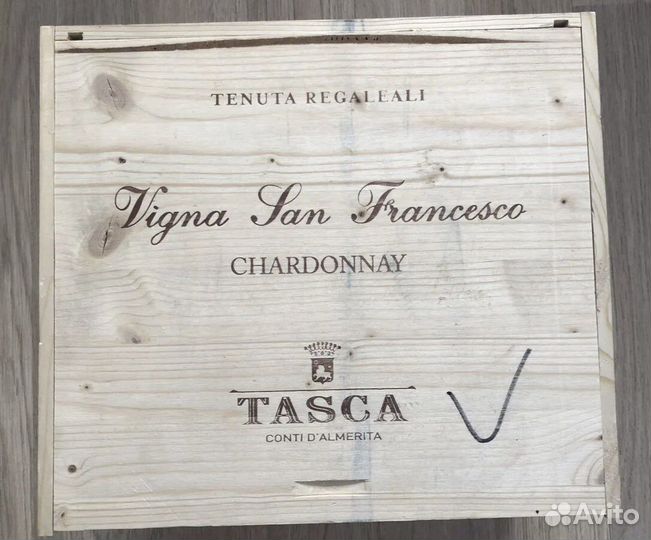 TENUTA REGALEALI
Vigna San Francesco
CHARDONNAY
TASCA
CONTI D'ALMERITA
V
Avito